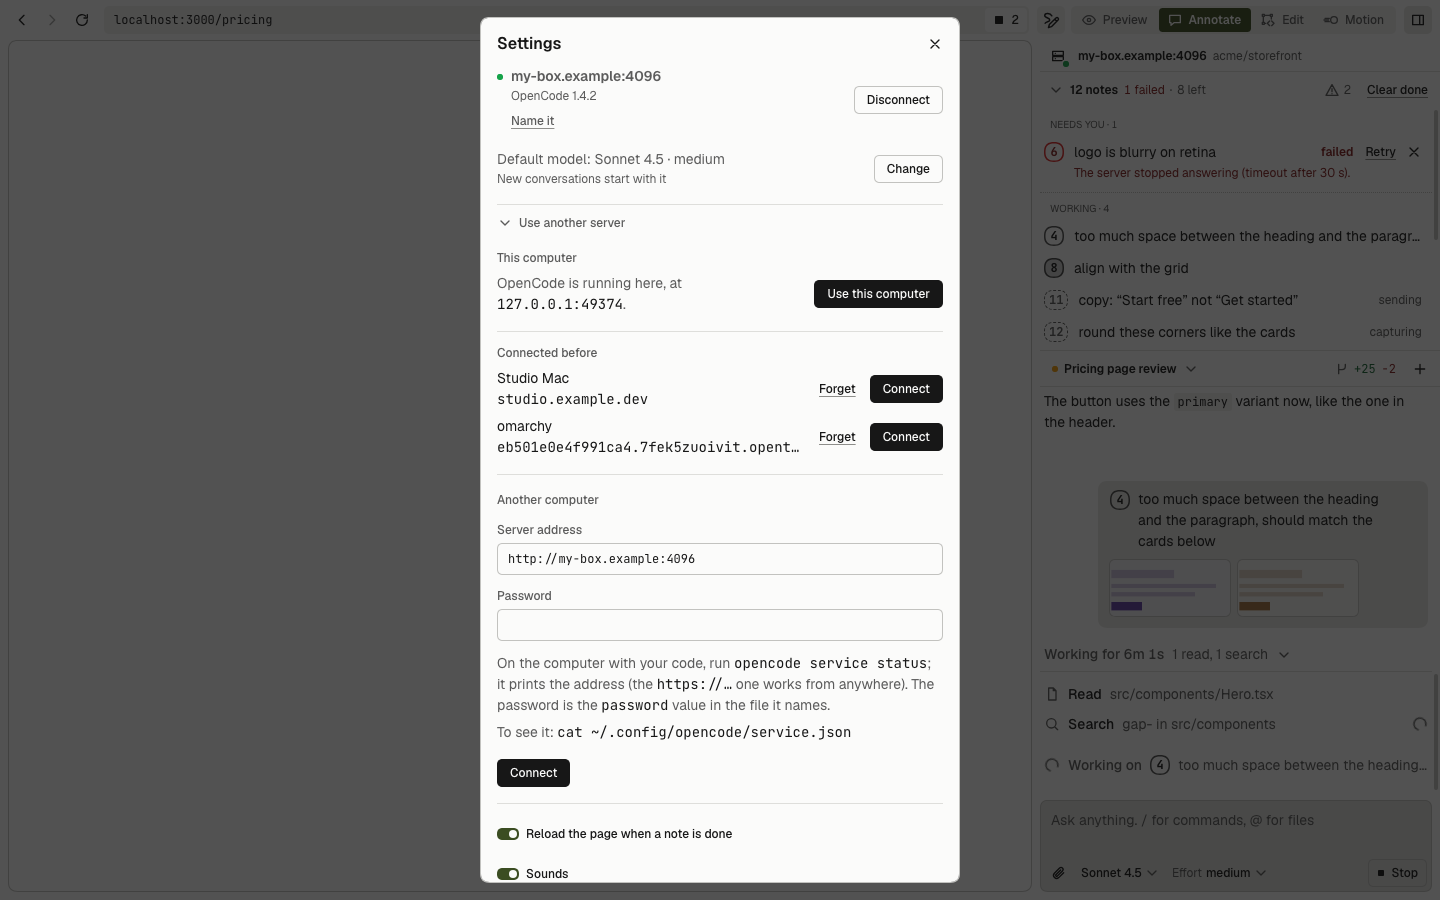 localhost:3000/pricing
2
Preview
Annotate
Edit
Motion
Settings
my-box.example:4096
OpenCode 1.4.2
Name it
Disconnect
Default model: Sonnet 4.5 · medium
New conversations start with it
Change
Use another server
This computer
OpenCode is running here, at
127.0.0.1:49374.
Use this computer
Connected before
Studio Mac
studio.example.dev
Forget
Connect
omarchy
eb501e0e4f991ca4.7fek5zuoivit.opent…
Forget
Connect
Another computer
Server address
http://my-box.example:4096
Password
On the computer with your code, run opencode service status;
it prints the address (the https://… one works from anywhere). The
password is the password value in the file it names.
To see it: cat ~/.config/opencode/service.json
Connect
Reload the page when a note is done
Sounds
my-box.example:4096 acme/storefront
12 notes 1 failed · 8 left
2
Clear done
NEEDS YOU · 1
6 logo is blurry on retina failed Retry
The server stopped answering (timeout after 30 s).
WORKING · 4
4 too much space between the heading and the paragr…
8 align with the grid
11 copy: “Start free” not “Get started” sending
12 round these corners like the cards capturing
Pricing page review +25 -2
The button uses the primary variant now, like the one in
the header.
4 too much space between the heading
and the paragraph, should match the
cards below
Working for 6m 1s 1 read, 1 search
Read src/components/Hero.tsx
Search gap- in src/components
Working on 4 too much space between the heading…
Ask anything. / for commands, @ for files
Sonnet 4.5 Effort medium Stop